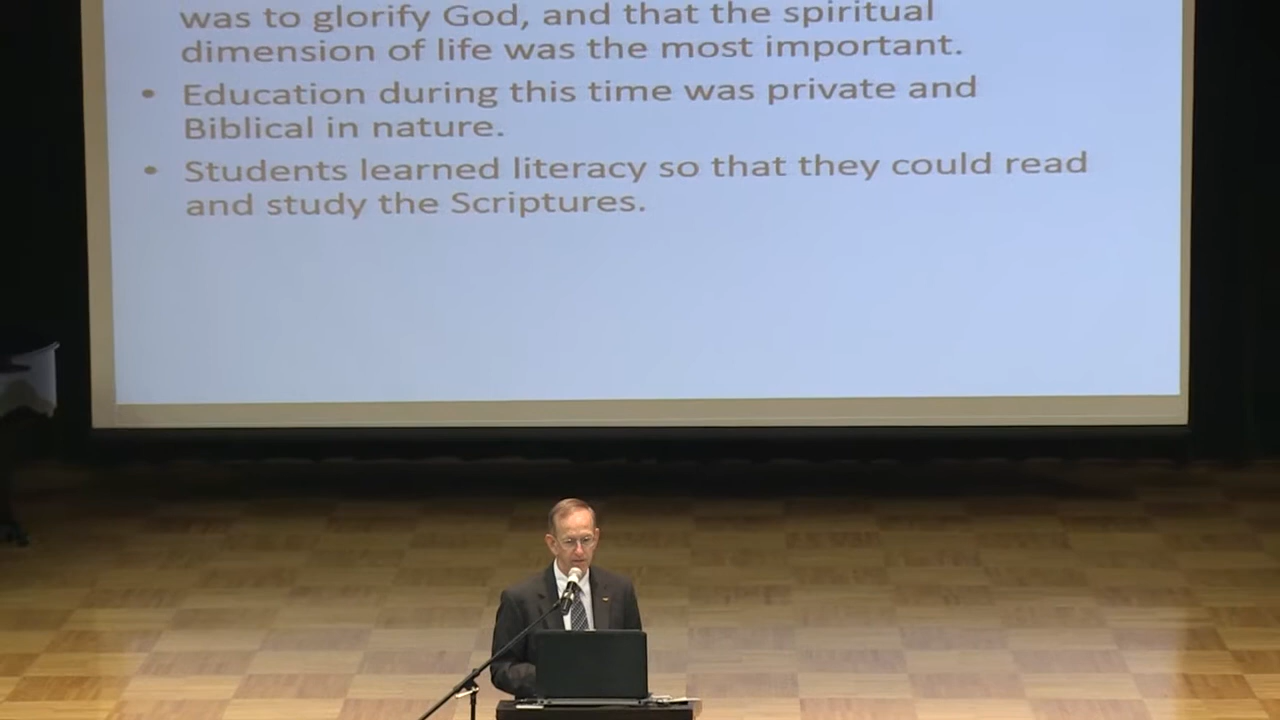 was to glorify God, and that the spiritual
dimension of life was the most important.
• Education during this time was private and
Biblical in nature.
• Students learned literacy so that they could read
and study the Scriptures.